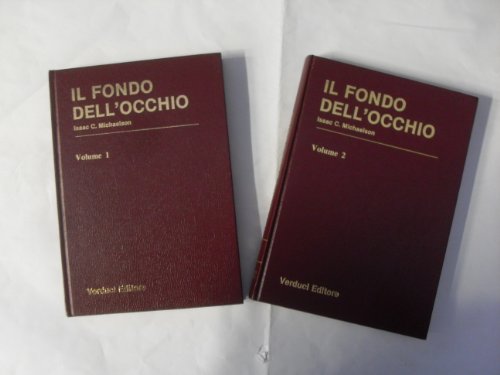 IL FONDO
DELL'OCCHIO
Isaac C. Michaelson
Volume 1
Verduci Editore
IL FONDO
DELL'OCCHIO
Isaac C. Michaelson
Volume 2
Verduci Editore